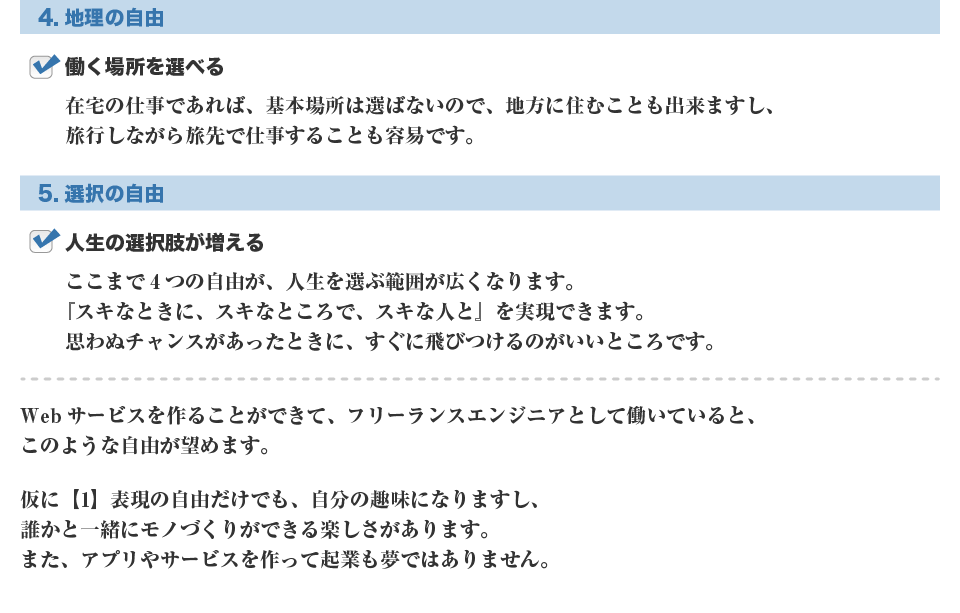 4. 地理の自由
働く場所を選べる
在宅の仕事であれば、基本場所は選ばないので、地方に住むことも出来ますし、
旅行しながら旅先で仕事することも容易です。
5. 選択の自由
人生の選択肢が増える
ここまで4つの自由が、人生を選ぶ範囲が広くなります。
「スキなときに、スキなところで、スキな人と』を実現できます。
思わぬチャンスがあったときに、すぐに飛びつけるのがいいところです。
Webサービスを作ることができて、フリーランスエンジニアとして働いていると、
このような自由が望めます。
仮に【1】表現の自由だけでも、自分の趣味になりますし、
誰かと一緒にモノづくりができる楽しさがあります。
また、アプリやサービスを作って起業も夢ではありません。